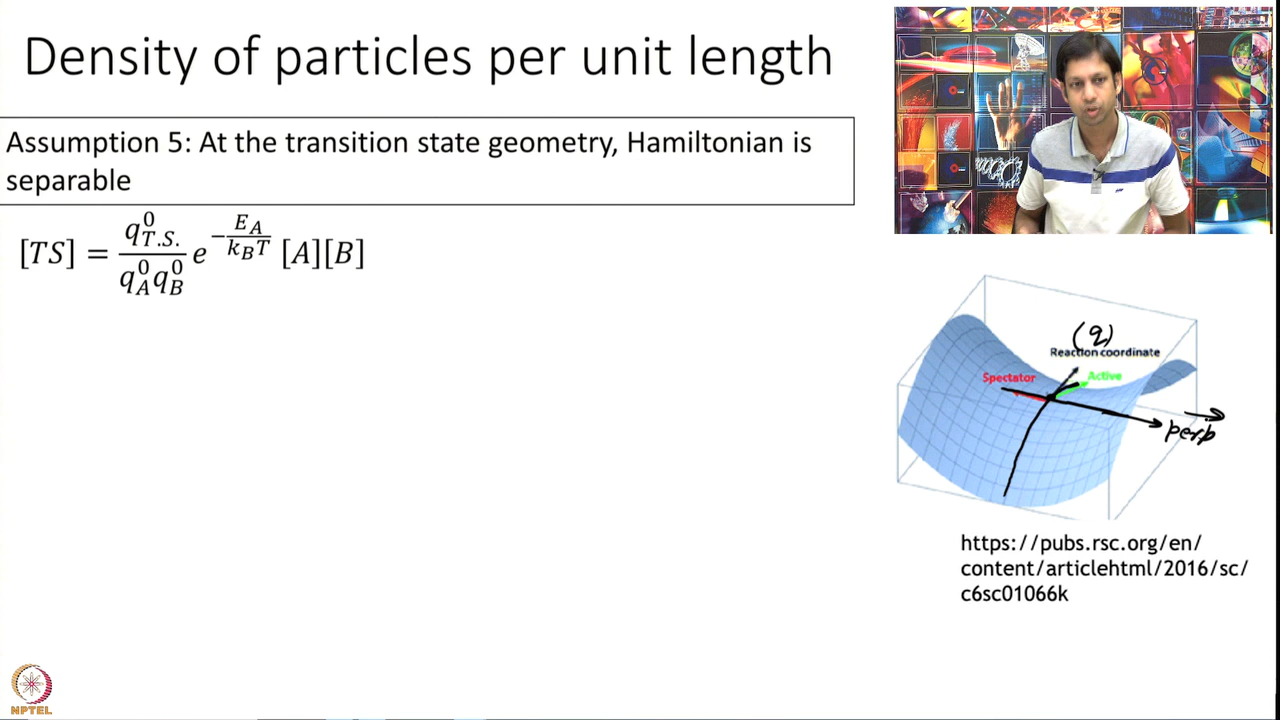 Density of particles per unit length
Assumption 5: At the transition state geometry, Hamiltonian is
separable
[TS] = \frac{q^0_{T.S.}}{q^0_A q^0_B} e^{-\frac{E_A}{k_B T}} [A][B]
(q)
Reaction coordinate
Spectator
Active
perp
https://pubs.rsc.org/en/
content/articlehtml/2016/sc/
c6sc01066k
NPTEL